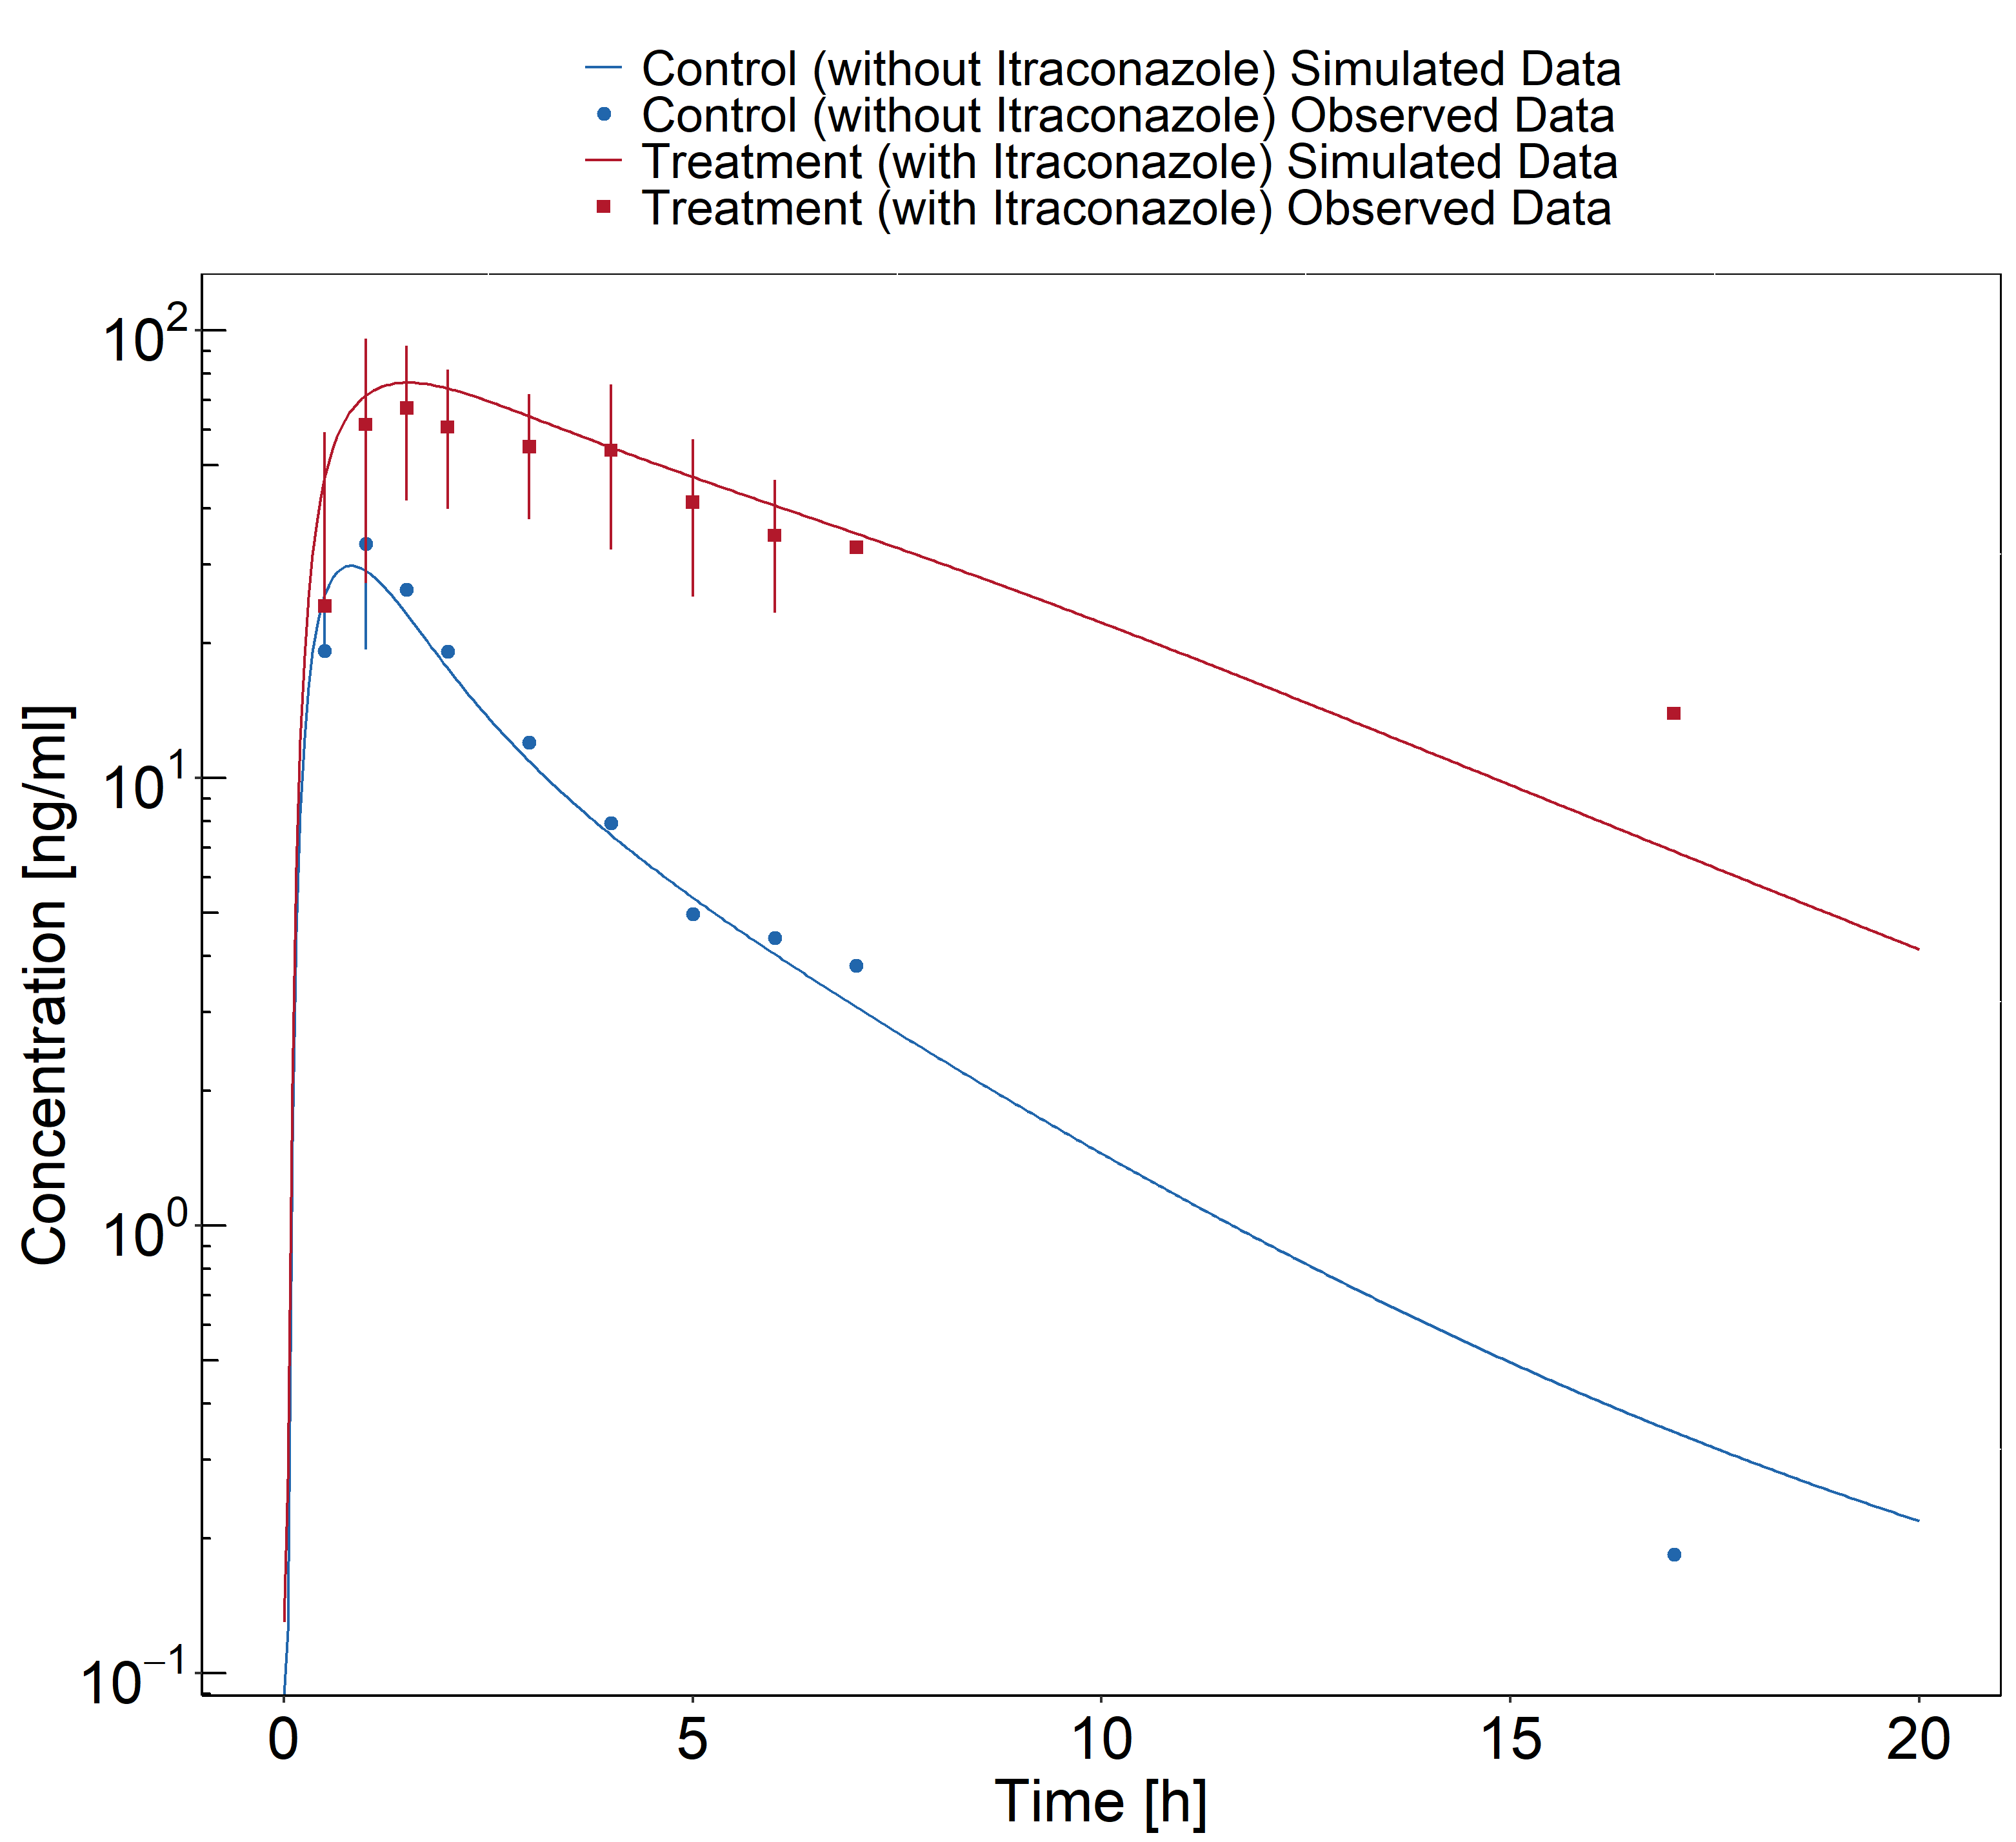 Control (without Itraconazole) Simulated Data
Control (without Itraconazole) Observed Data
Treatment (with Itraconazole) Simulated Data
Treatment (with Itraconazole) Observed Data
10²
10¹
10⁰
10⁻¹
Concentration [ng/ml]
0 5 10 15 20
Time [h]